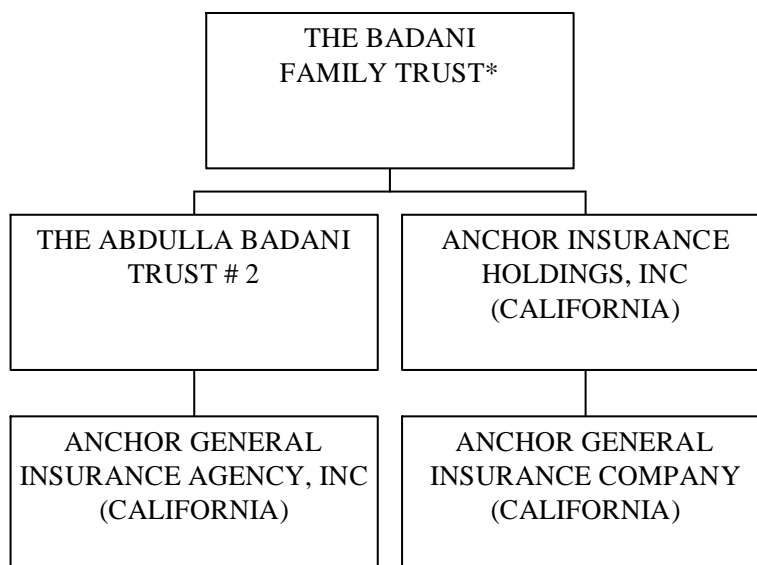 THE BADANI
FAMILY TRUST*
THE ABDULLA BADANI
TRUST # 2
ANCHOR INSURANCE
HOLDINGS, INC
(CALIFORNIA)
ANCHOR GENERAL
INSURANCE AGENCY, INC
(CALIFORNIA)
ANCHOR GENERAL
INSURANCE COMPANY
(CALIFORNIA)